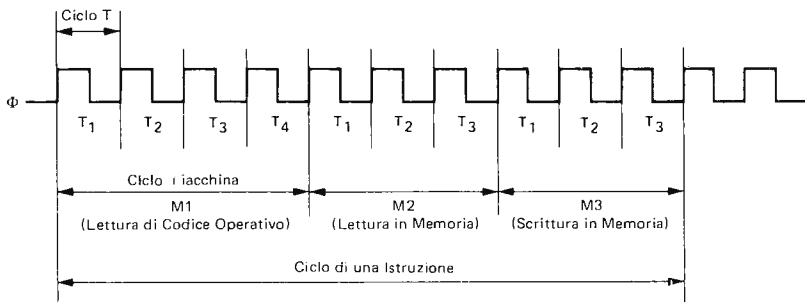 Ciclo T
Φ
T1 T2 T3 T4 T1 T2 T3 T1 T2 T3
Ciclo
M1 M2 M3
(Lettura di Codice Operativo) (Lettura in Memoria) (Scrittura in Memoria)
Ciclo di una Istruzione